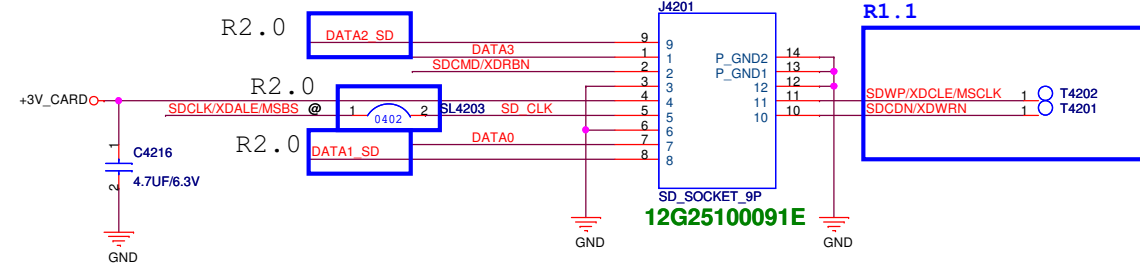 J4201
R1.1
R2.0
DATA2_SD
9
9
P_GND2
14
DATA3
1
1
P_GND1
13
SDCMD/XDRBN
2
2
12
12
R2.0
3
3
+3V_CARD
4
4
11
11
SDWP/XDCLE/MSCLK
1
T4202
SDCLK/XDALE/MSBS
@
1
0402
2
SL4203
SD_CLK
5
5
10
10
SDCDN/XDWRN
1
T4201
6
6
R2.0
DATA0
7
7
DATA1_SD
8
8
1
C4216
2
4.7UF/6.3V
SD_SOCKET_9P
12G25100091E
GND
GND
GND